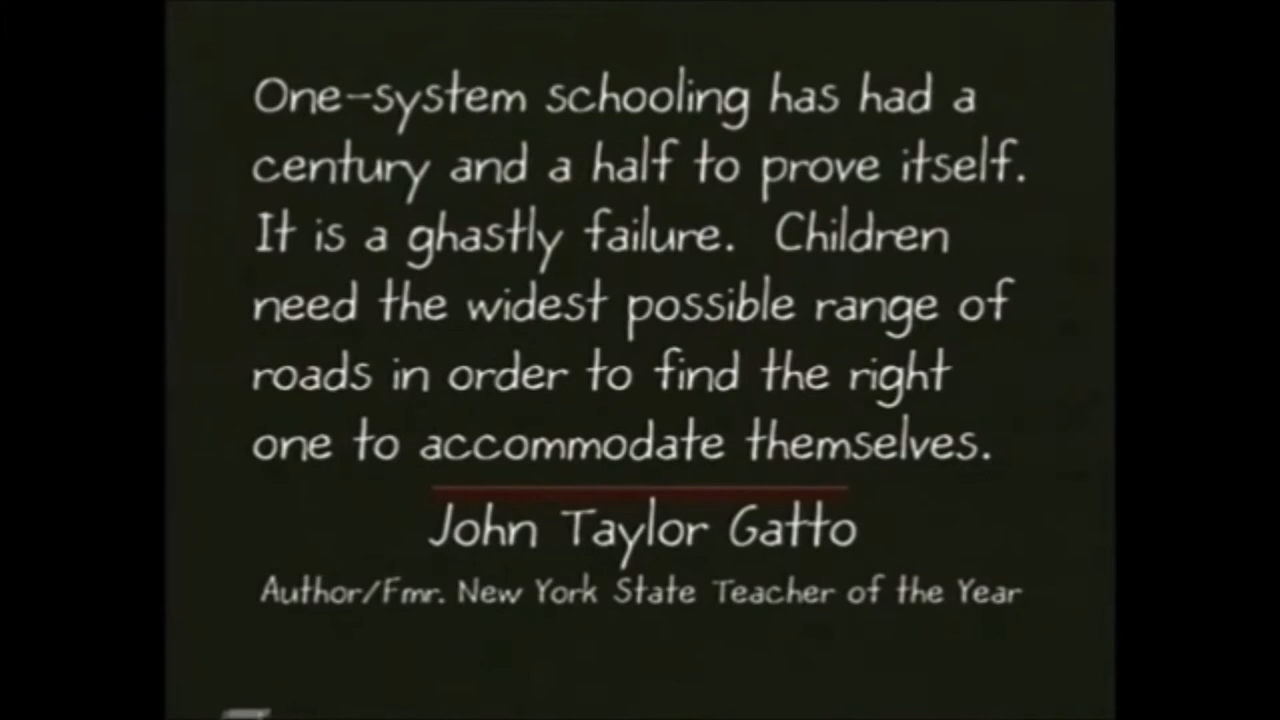 One-system schooling has had a
century and a half to prove itself.
It is a ghastly failure.  Children
need the widest possible range of
roads in order to find the right
one to accommodate themselves.
John Taylor Gatto
Author/Fmr. New York State Teacher of the Year